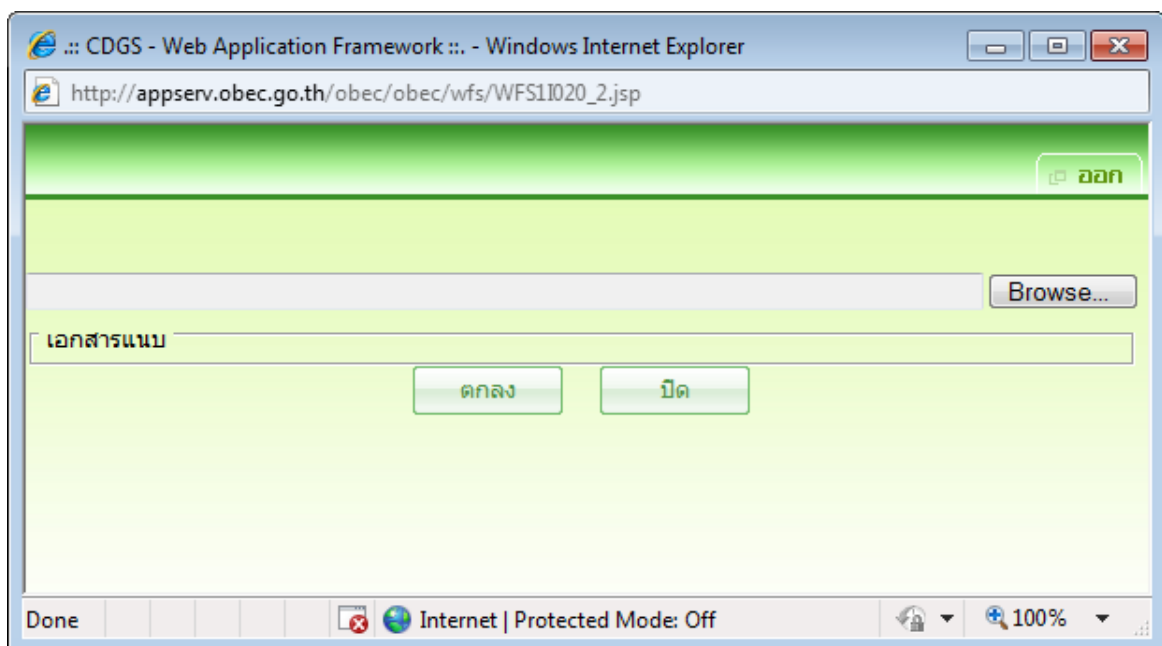 .:: CDGS - Web Application Framework ::. - Windows Internet Explorer
http://appserv.obec.go.th/obec/obec/wfs/WFS1I020_2.jsp
ออก
Browse...
เอกสารแนบ
ตกลง ปิด
Done Internet | Protected Mode: Off 100%